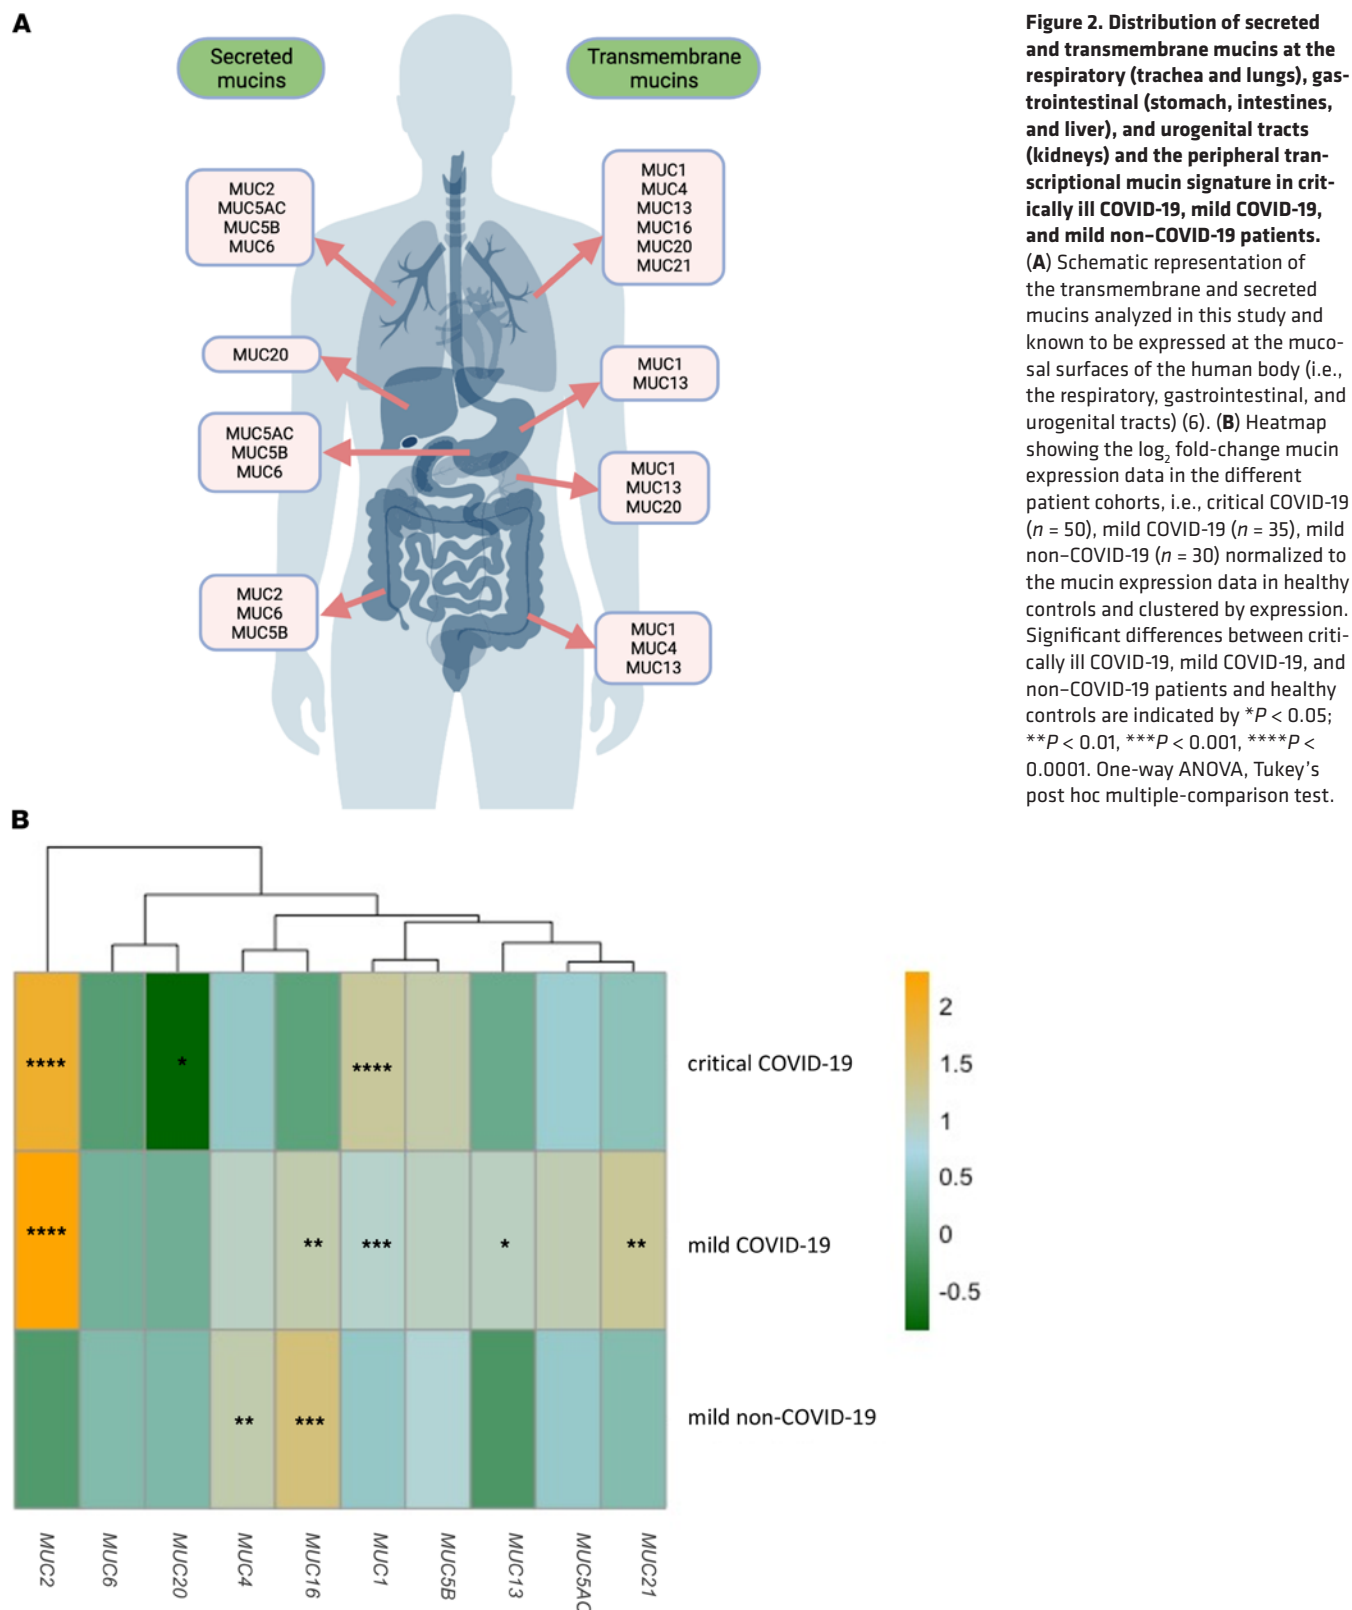 A
Secreted
mucins
Transmembrane
mucins
MUC2
MUC5AC
MUC5B
MUC6
MUC1
MUC4
MUC13
MUC16
MUC20
MUC21
MUC20
MUC1
MUC13
MUC5AC
MUC5B
MUC6
MUC1
MUC13
MUC20
MUC2
MUC6
MUC5B
MUC1
MUC4
MUC13
Figure 2. Distribution of secreted
and transmembrane mucins at the
respiratory (trachea and lungs), gas-
trointestinal (stomach, intestines,
and liver), and urogenital tracts
(kidneys) and the peripheral tran-
scriptional mucin signature in crit-
ically ill COVID-19, mild COVID-19,
and mild non–COVID-19 patients.
(A) Schematic representation of
the transmembrane and secreted
mucins analyzed in this study and
known to be expressed at the muco-
sal surfaces of the human body (i.e.,
the respiratory, gastrointestinal, and
urogenital tracts) (6). (B) Heatmap
showing the log2 fold-change mucin
expression data in the different
patient cohorts, i.e., critical COVID-19
(n = 50), mild COVID-19 (n = 35), mild
non–COVID-19 (n = 30) normalized to
the mucin expression data in healthy
controls and clustered by expression.
Significant differences between criti-
cally ill COVID-19, mild COVID-19, and
non–COVID-19 patients and healthy
controls are indicated by *P < 0.05;
**P < 0.01, ***P < 0.001, ****P <
0.0001. One-way ANOVA, Tukey's
post hoc multiple-comparison test.
B
**** * **** critical COVID-19
**** ** *** * ** mild COVID-19
** *** mild non-COVID-19
2
1.5
1
0.5
0
-0.5
MUC2 MUC6 MUC20 MUC4 MUC16 MUC1 MUC5B MUC13 MUC5AC MUC21